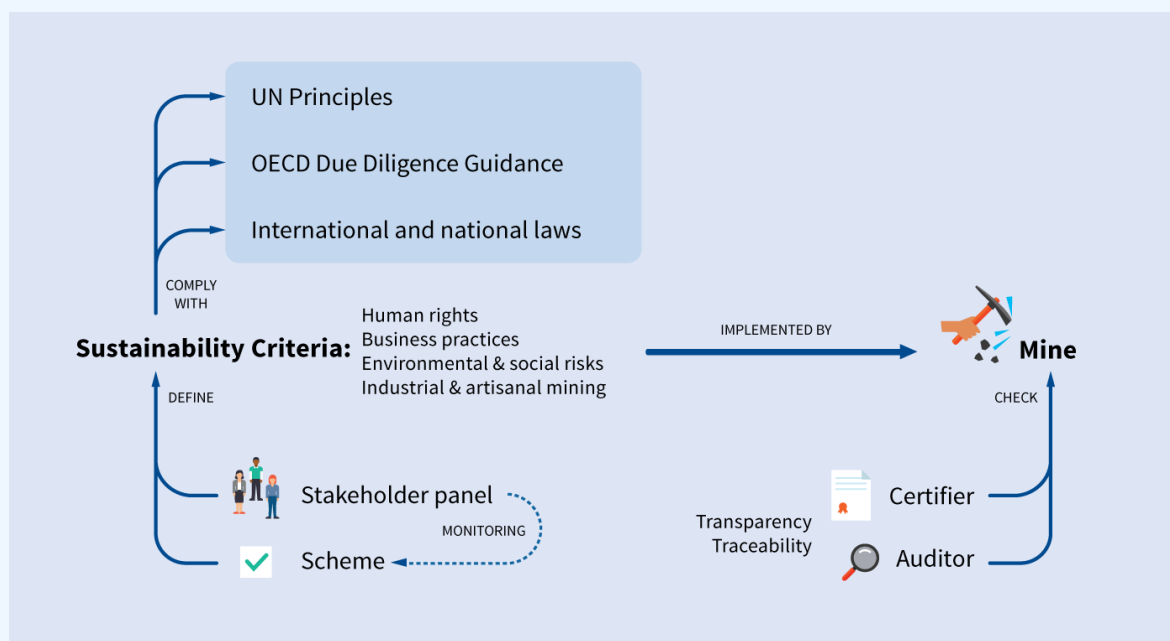 UN Principles
OECD Due Diligence Guidance
International and national laws
COMPLY
WITH
Sustainability Criteria:
Human rights
Business practices
Environmental & social risks
Industrial & artisanal mining
IMPLEMENTED BY
Mine
DEFINE
CHECK
Stakeholder panel
MONITORING
Scheme
Transparency
Traceability
Certifier
Auditor